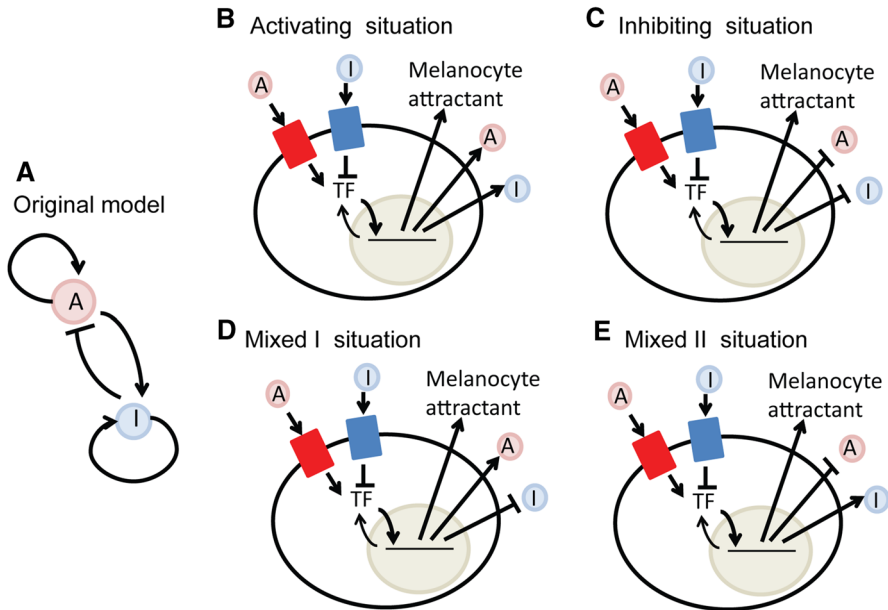 A
Original model
A
I
B
Activating situation
A
I
Melanocyte
attractant
A
I
TF
C
Inhibiting situation
A
I
Melanocyte
attractant
A
I
TF
D
Mixed I situation
A
I
Melanocyte
attractant
A
I
TF
E
Mixed II situation
A
I
Melanocyte
attractant
A
I
TF